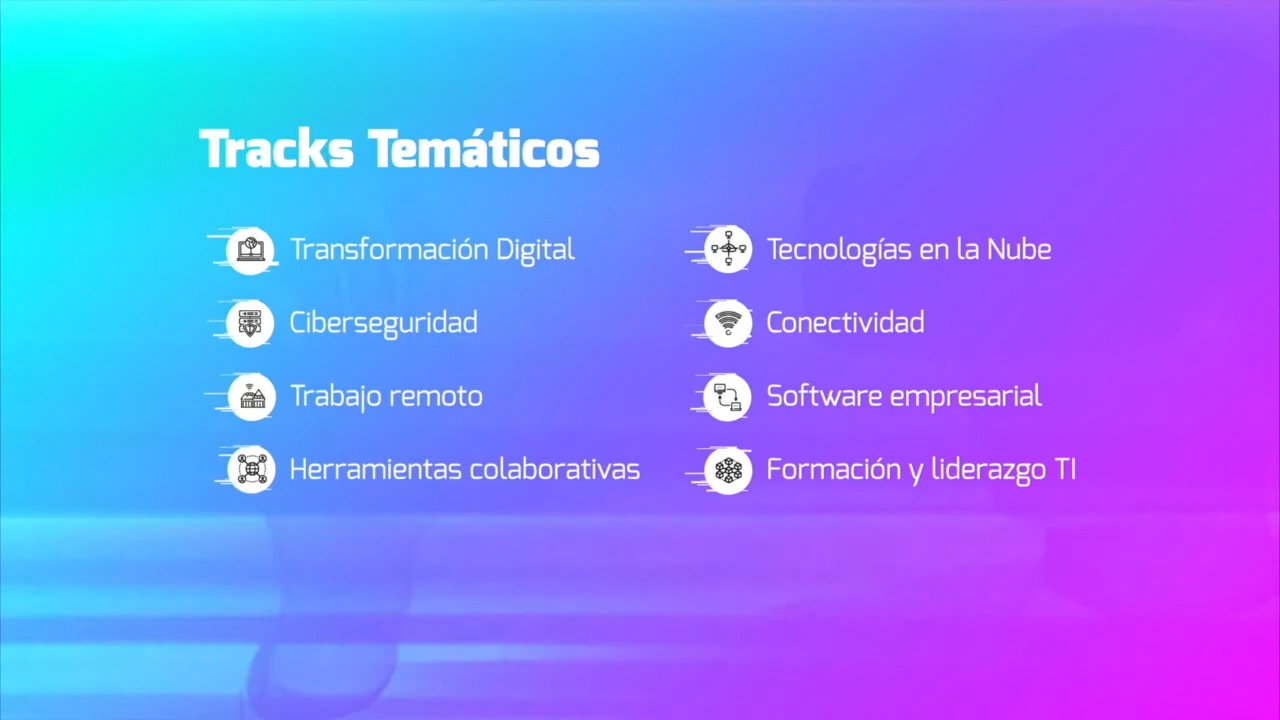 Tracks Temáticos
Transformación Digital
Ciberseguridad
Trabajo remoto
Herramientas colaborativas
Tecnologías en la Nube
Conectividad
Software empresarial
Formación y liderazgo TI